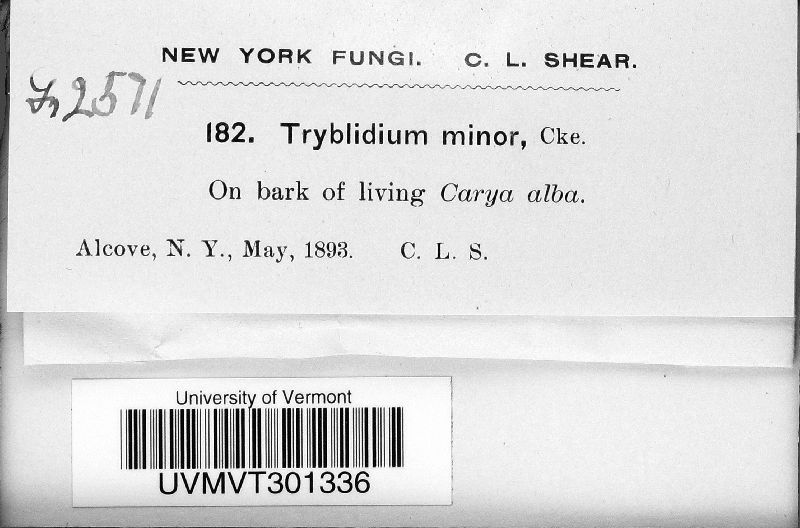 NEW YORK FUNGI. C. L. SHEAR.
2571
182. Tryblidium minor, Cke.
On bark of living Carya alba.
Alcove, N. Y., May, 1893. C. L. S.
University of Vermont
UVMVT301336